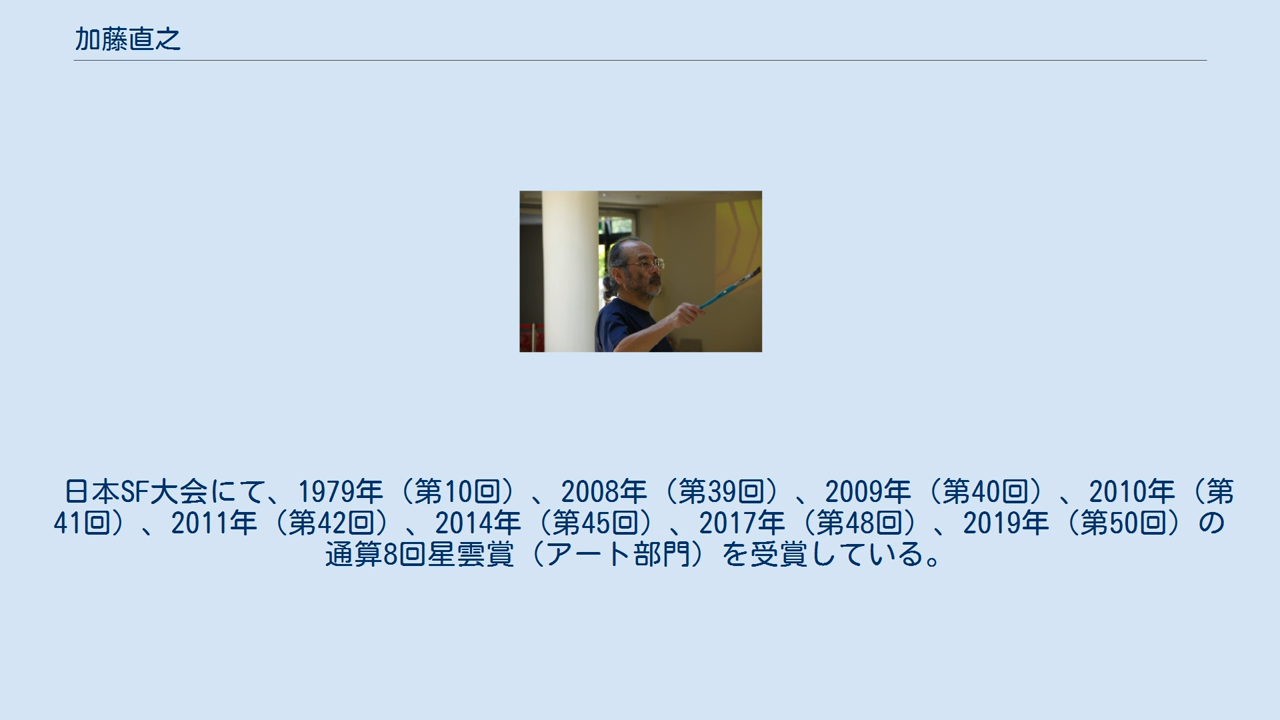 加藤直之
日本SF大会にて、1979年（第10回）、2008年（第39回）、2009年（第40回）、2010年（第
41回）、2011年（第42回）、2014年（第45回）、2017年（第48回）、2019年（第50回）の
通算8回星雲賞（アート部門）を受賞している。